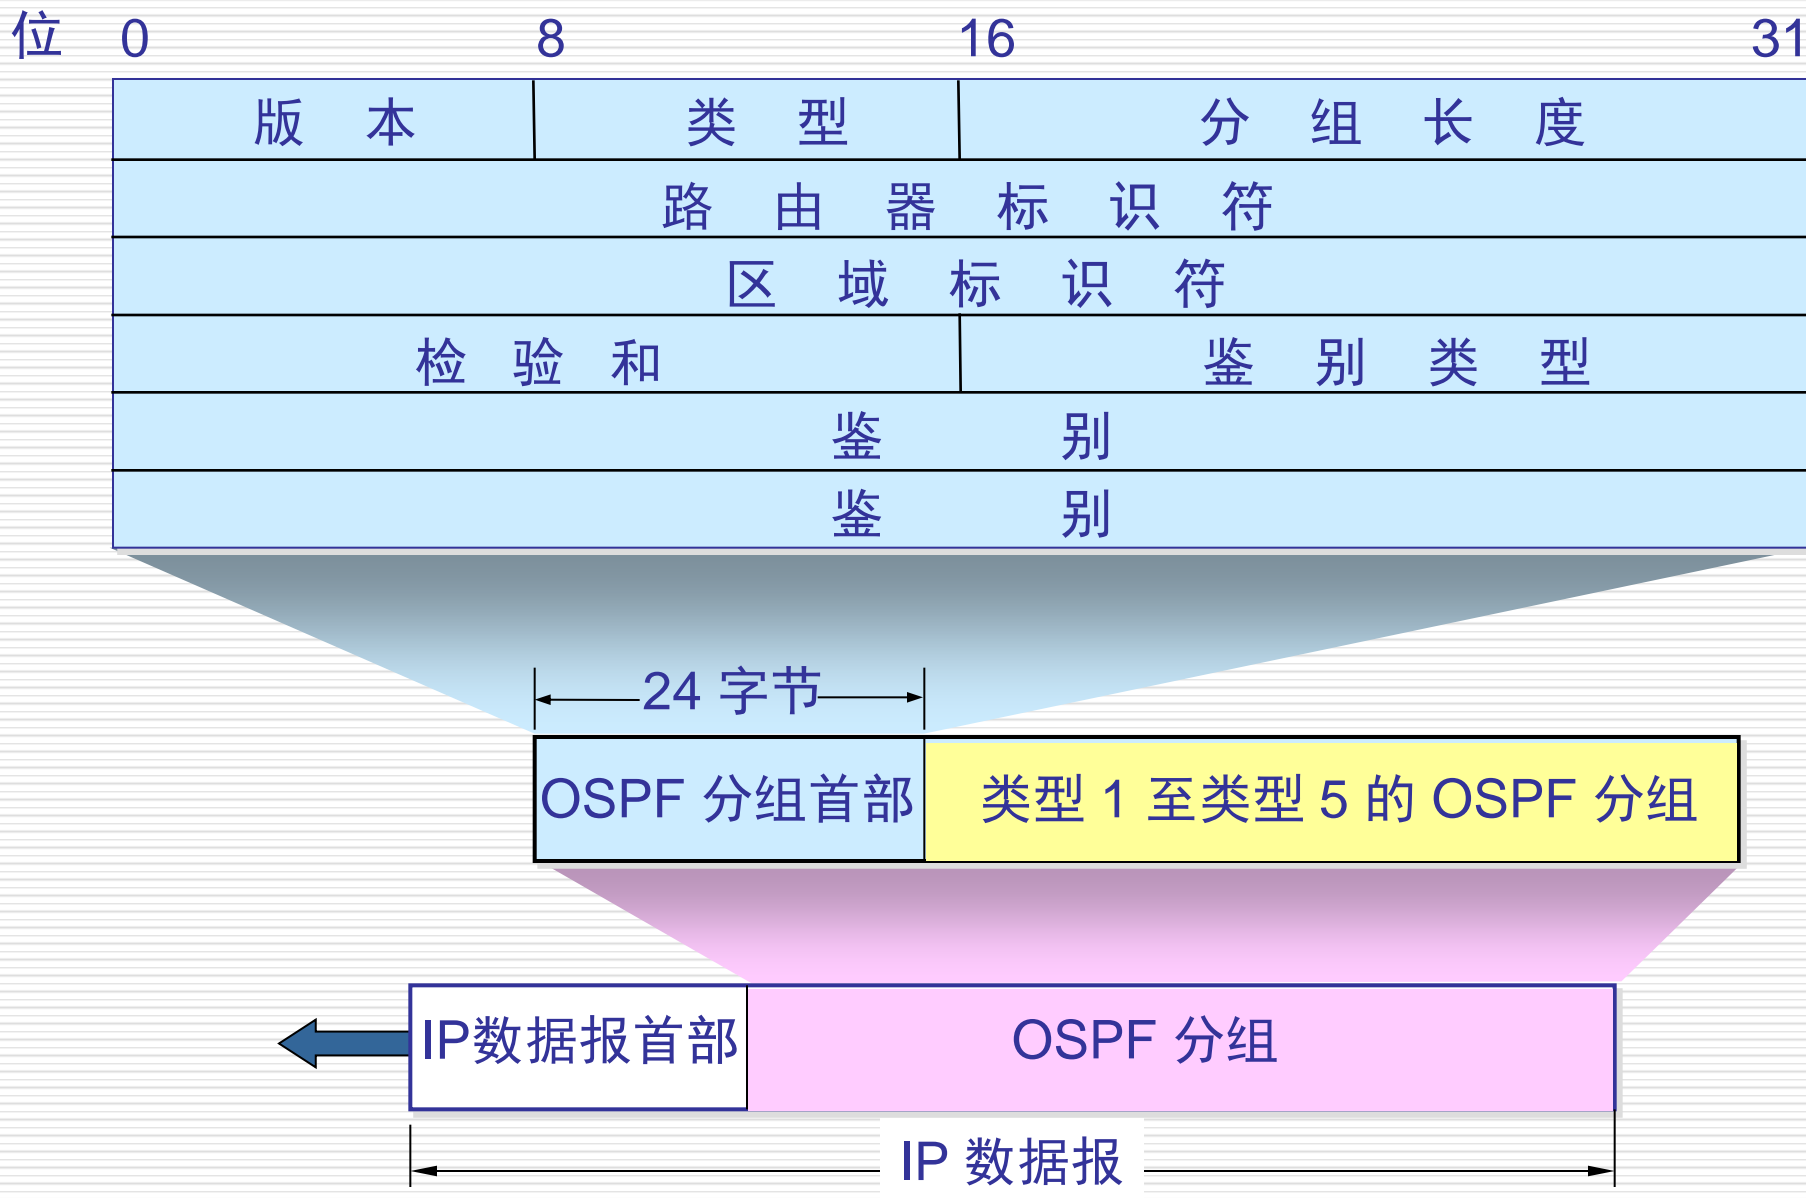 位 0 8 16 31
版 本 类 型 分 组 长 度
路 由 器 标 识 符
区 域 标 识 符
检 验 和 鉴 别 类 型
鉴 别
鉴 别
24 字节
OSPF 分组首部 类型 1 至类型 5 的 OSPF 分组
IP数据报首部 OSPF 分组
IP 数据报